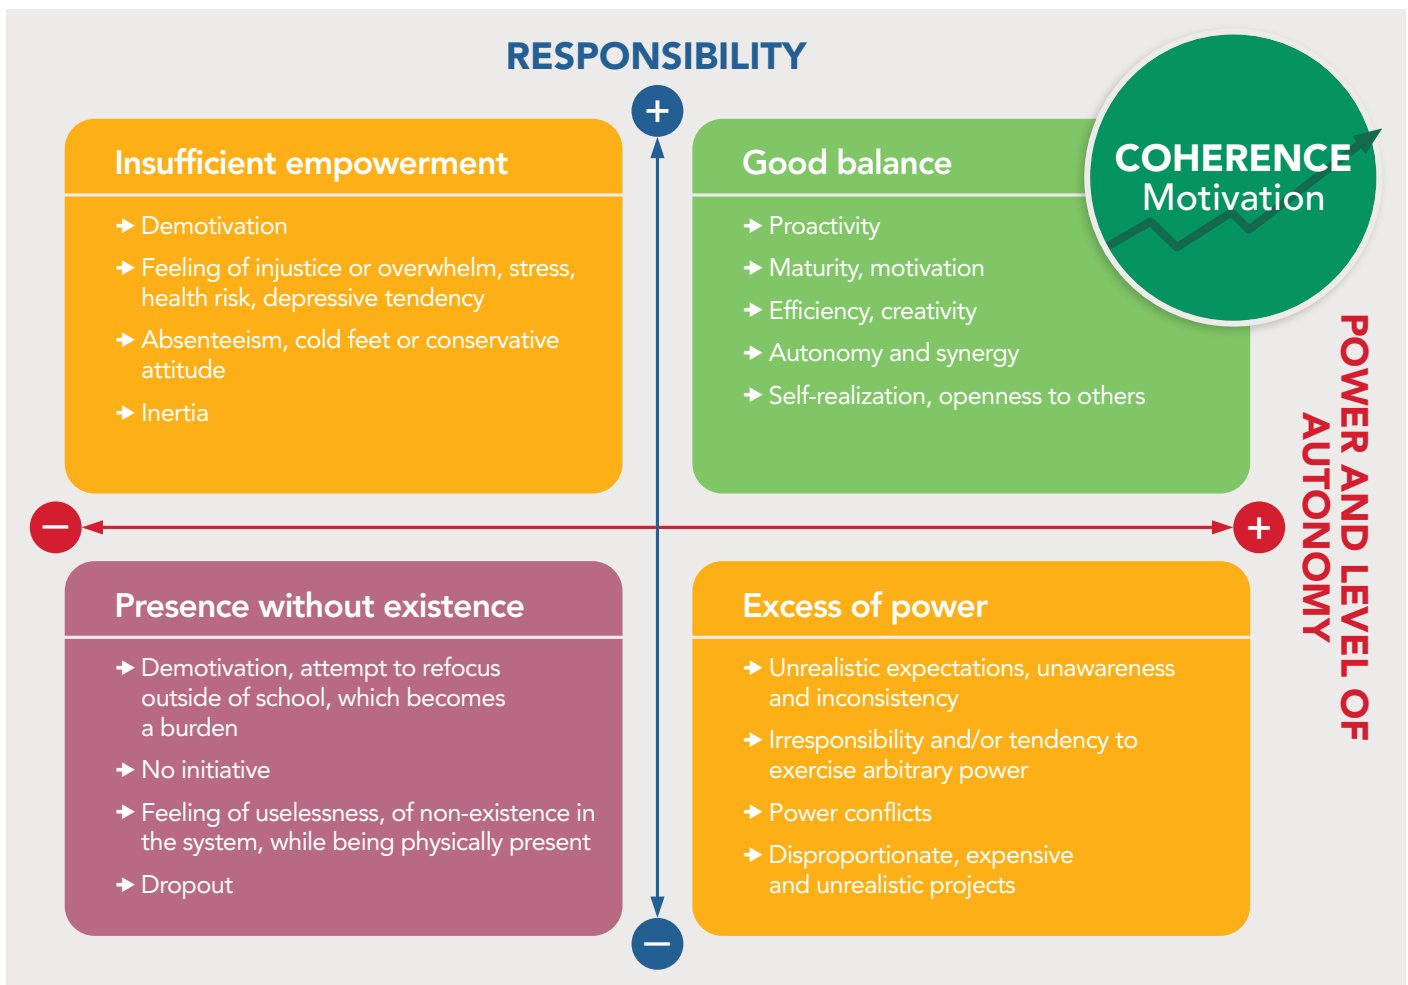 RESPONSIBILITY
+
Insufficient empowerment
➔ Demotivation
➔ Feeling of injustice or overwhelm, stress,
health risk, depressive tendency
➔ Absenteeism, cold feet or conservative
attitude
➔ Inertia
Good balance
➔ Proactivity
➔ Maturity, motivation
➔ Efficiency, creativity
➔ Autonomy and synergy
➔ Self-realization, openness to others
COHERENCE
Motivation
POWER AND LEVEL OF
AUTONOMY
−
+
Presence without existence
➔ Demotivation, attempt to refocus
outside of school, which becomes
a burden
➔ No initiative
➔ Feeling of uselessness, of non-existence in
the system, while being physically present
➔ Dropout
Excess of power
➔ Unrealistic expectations, unawareness
and inconsistency
➔ Irresponsibility and/or tendency to
exercise arbitrary power
➔ Power conflicts
➔ Disproportionate, expensive
and unrealistic projects
−